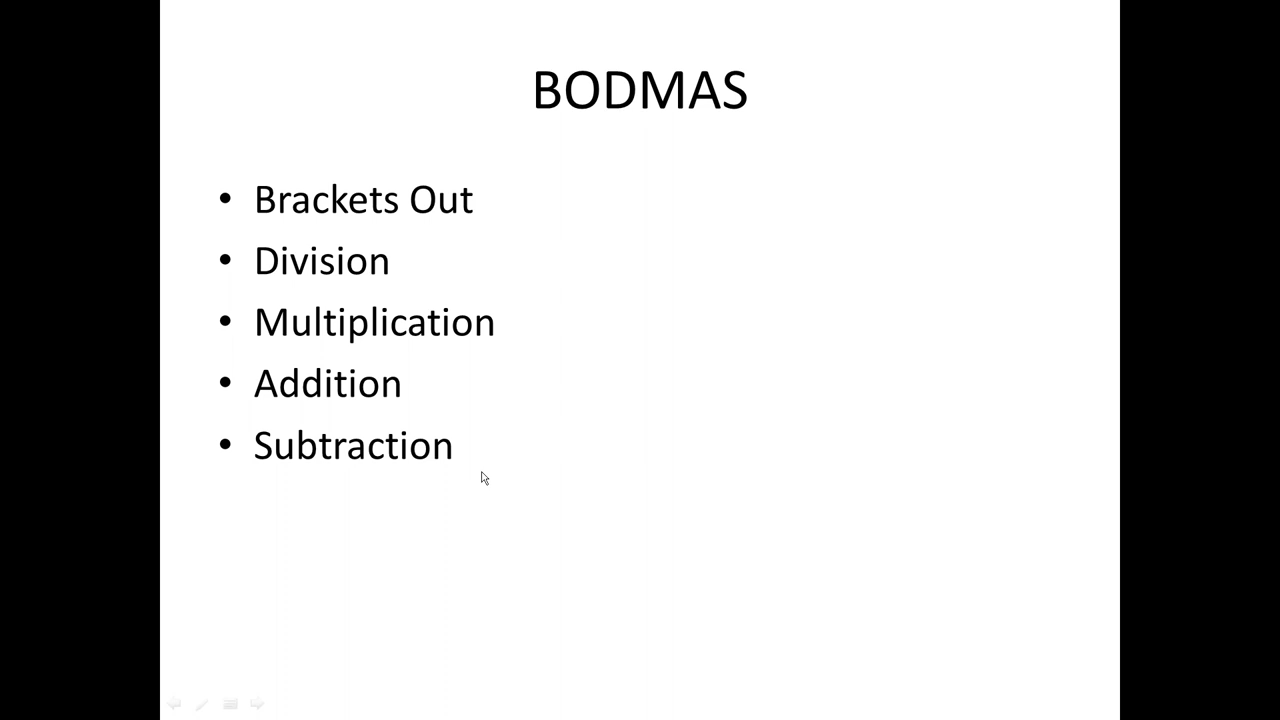 BODMAS
• Brackets Out
• Division
• Multiplication
• Addition
• Subtraction